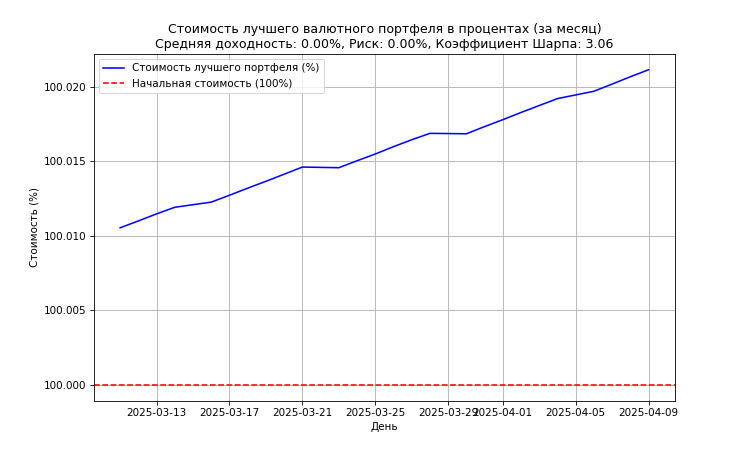 Стоимость лучшего валютного портфеля в процентах (за месяц)
Средняя доходность: 0.00%, Риск: 0.00%, Коэффициент Шарпа: 3.06
Стоимость лучшего портфеля (%)
Начальная стоимость (100%)
Стоимость (%)
100.020
100.015
100.010
100.005
100.000
2025-03-13 2025-03-17 2025-03-21 2025-03-25 2025-03-29 2025-04-01 2025-04-05 2025-04-09
День